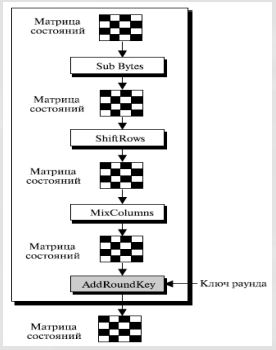 Матрица
состояний
Sub Bytes
Матрица
состояний
ShiftRows
Матрица
состояний
MixColumns
Матрица
состояний
AddRoundKey
Ключ раунда
Матрица
состояний